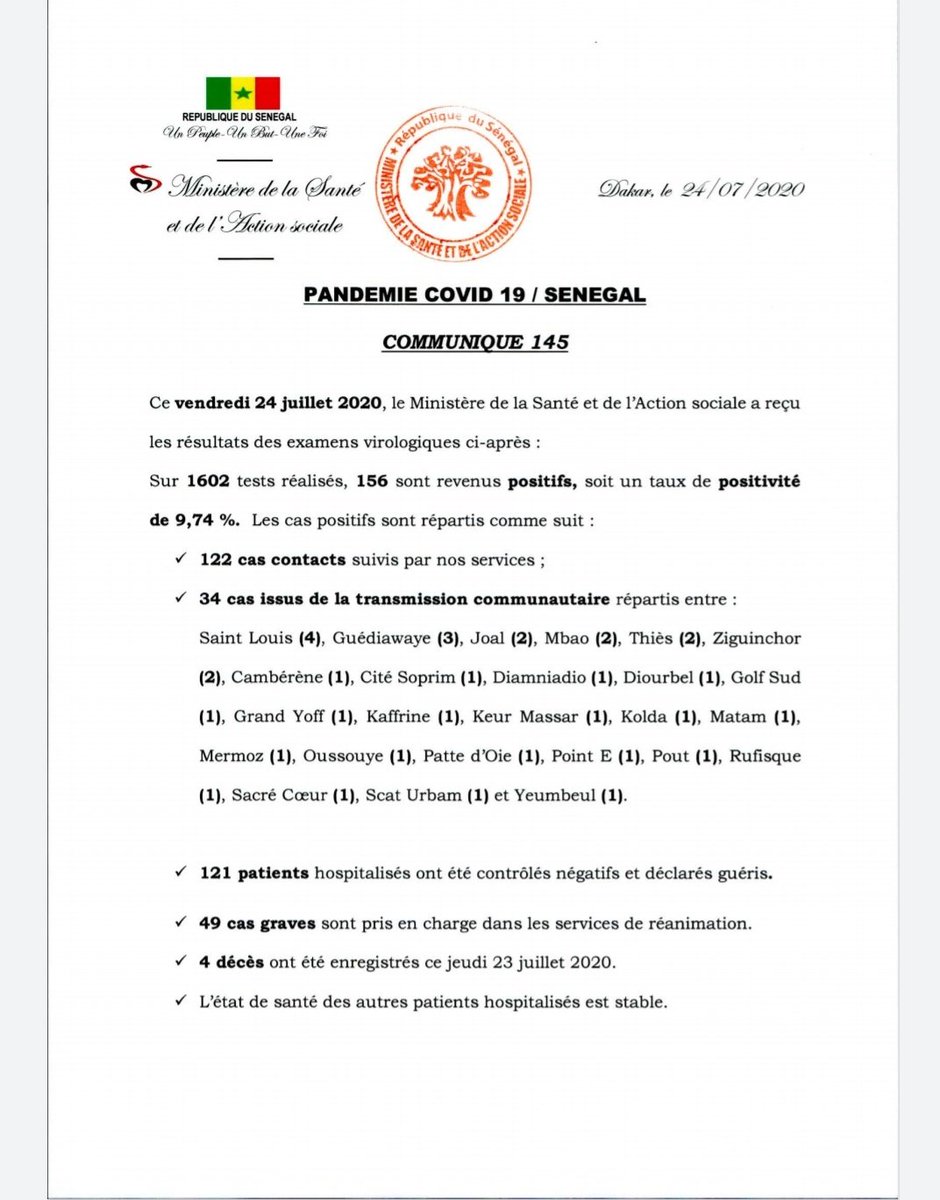 REPUBLIQUE DU SENEGAL
Un Peuple-Un But-Une Foi
Ministère de la Santé
et de l'Action sociale
République du Sénégal
MINISTÈRE DE LA SANTÉ ET DE L'ACTION SOCIALE
Dakar, le 24/07/2020
PANDEMIE COVID 19 / SENEGAL
COMMUNIQUE 145
Ce vendredi 24 juillet 2020, le Ministère de la Santé et de l'Action sociale a reçu
les résultats des examens virologiques ci-après :
Sur 1602 tests réalisés, 156 sont revenus positifs, soit un taux de positivité
de 9,74 %. Les cas positifs sont répartis comme suit :
✓ 122 cas contacts suivis par nos services ;
✓ 34 cas issus de la transmission communautaire répartis entre :
Saint Louis (4), Guédiawaye (3), Joal (2), Mbao (2), Thiès (2), Ziguinchor
(2), Cambérène (1), Cité Soprim (1), Diamniadio (1), Diourbel (1), Golf Sud
(1), Grand Yoff (1), Kaffrine (1), Keur Massar (1), Kolda (1), Matam (1),
Mermoz (1), Oussouye (1), Patte d'Oie (1), Point E (1), Pout (1), Rufisque
(1), Sacré Cœur (1), Scat Urbam (1) et Yeumbeul (1).
✓ 121 patients hospitalisés ont été contrôlés négatifs et déclarés guéris.
✓ 49 cas graves sont pris en charge dans les services de réanimation.
✓ 4 décès ont été enregistrés ce jeudi 23 juillet 2020.
✓ L'état de santé des autres patients hospitalisés est stable.